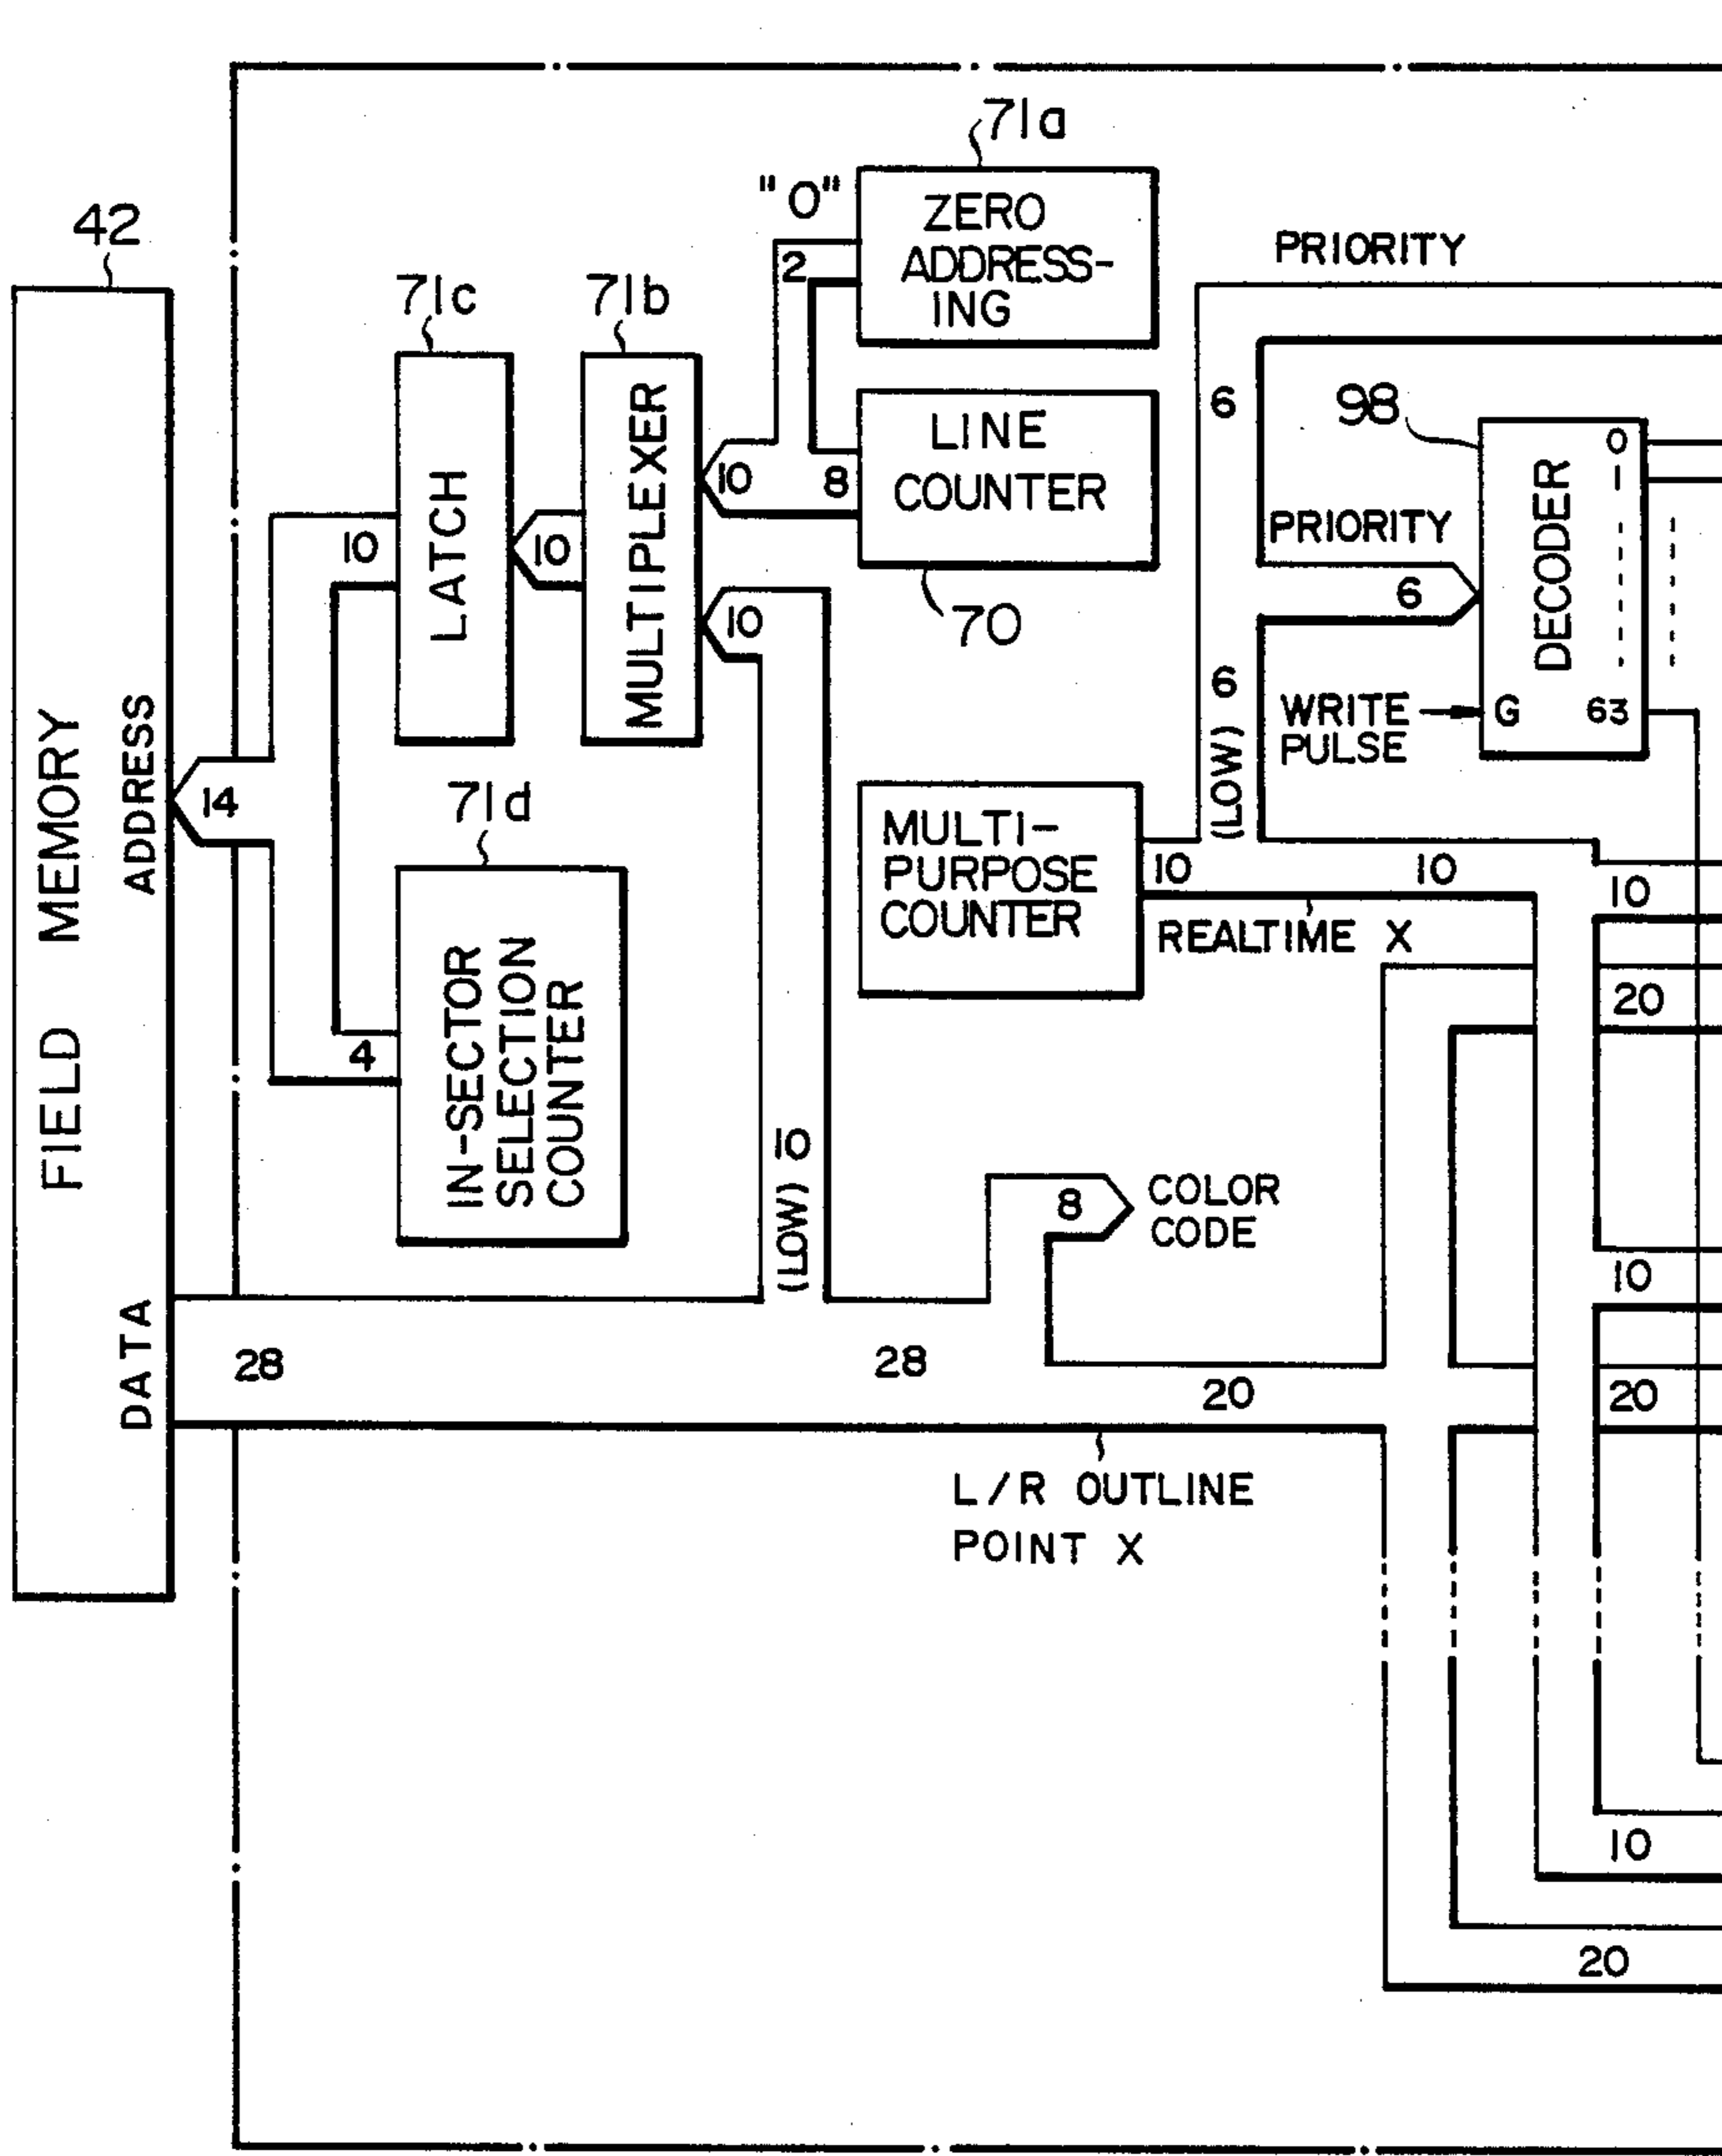 71a
"0"
ZERO
ADDRESS-
ING
2
42
PRIORITY
71c
71b
6
98
LINE
COUNTER
10
8
0
1
DECODER
LATCH
MULTIPLEXER
10
10
PRIORITY
6
10
70
6
(LOW)
WRITE
PULSE
G
63
FIELD MEMORY
ADDRESS
14
71d
MULTI-
PURPOSE
COUNTER
10
10
10
REALTIME X
20
IN-SECTOR
SELECTION
COUNTER
4
(LOW) 10
8
COLOR
CODE
10
DATA
28
28
20
20
L/R OUTLINE
POINT X
10
20